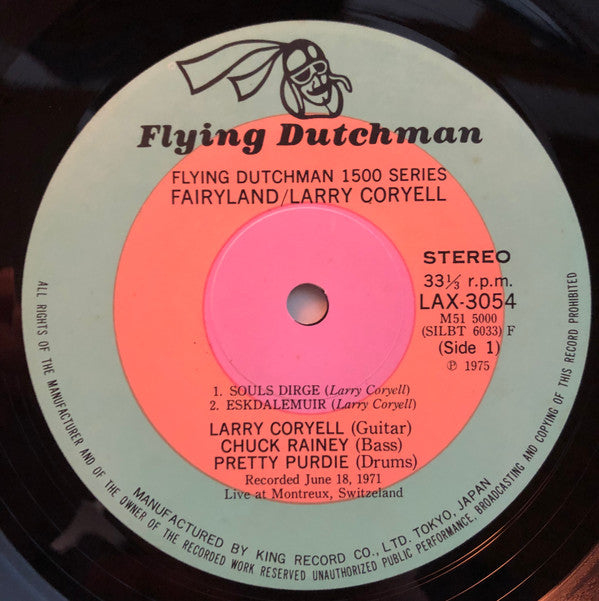 Flying Dutchman
FLYING DUTCHMAN 1500 SERIES
FAIRYLAND/LARRY CORYELL
STEREO
33⅓ r.p.m.
LAX-3054
M51 5000
(SILBT 6033) F
(Side 1)
℗ 1975
1. SOULS DIRGE (Larry Coryell)
2. ESKDALEMUIR (Larry Coryell)
LARRY CORYELL (Guitar)
CHUCK RAINEY (Bass)
PRETTY PURDIE (Drums)
Recorded June 18, 1971
Live at Montreux, Switzeland
MANUFACTURED BY KING RECORD CO., LTD. TOKYO, JAPAN
ALL RIGHTS OF THE MANUFACTURER AND OF THE OWNER OF THE RECORDED WORK RESERVED UNAUTHORIZED PUBLIC PERFORMANCE, BROADCASTING AND COPYING OF THIS RECORD PROHIBITED